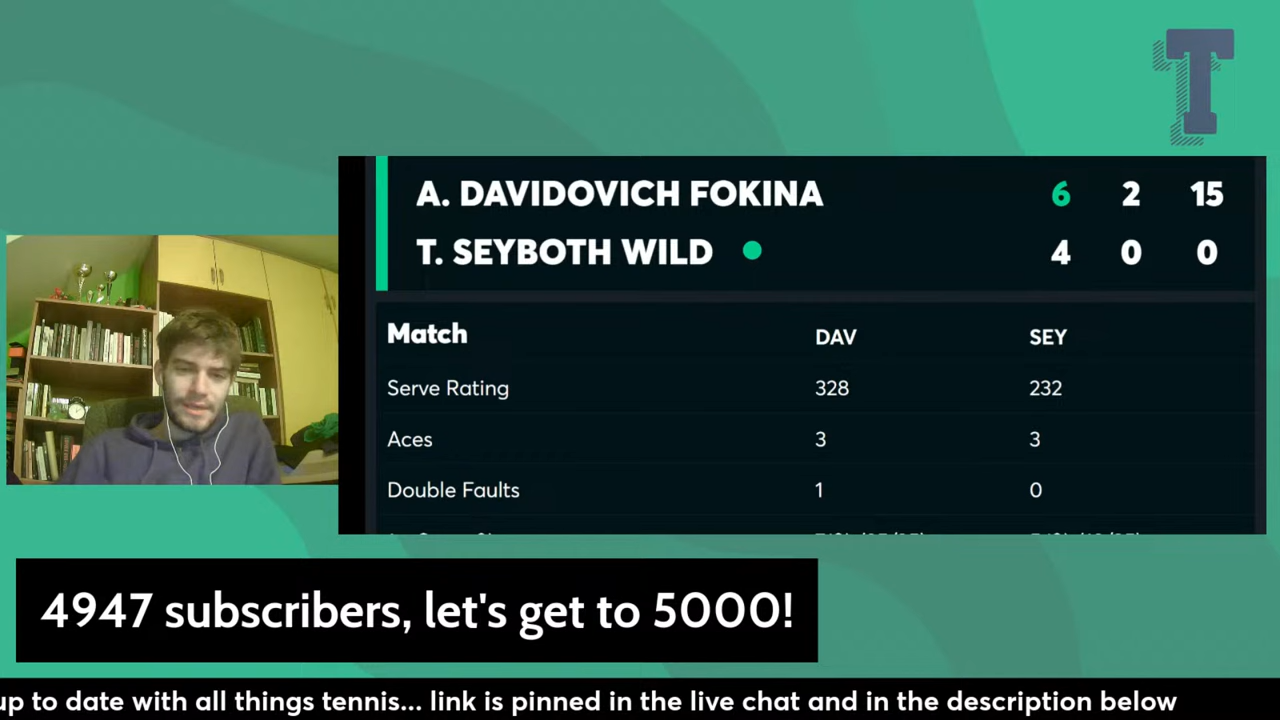 T
A. DAVIDOVICH FOKINA 6 2 15
T. SEYBOTH WILD 4 0 0
Match DAV SEY
Serve Rating 328 232
Aces 3 3
Double Faults 1 0
4947 subscribers, let's get to 5000!
up to date with all things tennis... link is pinned in the live chat and in the description below